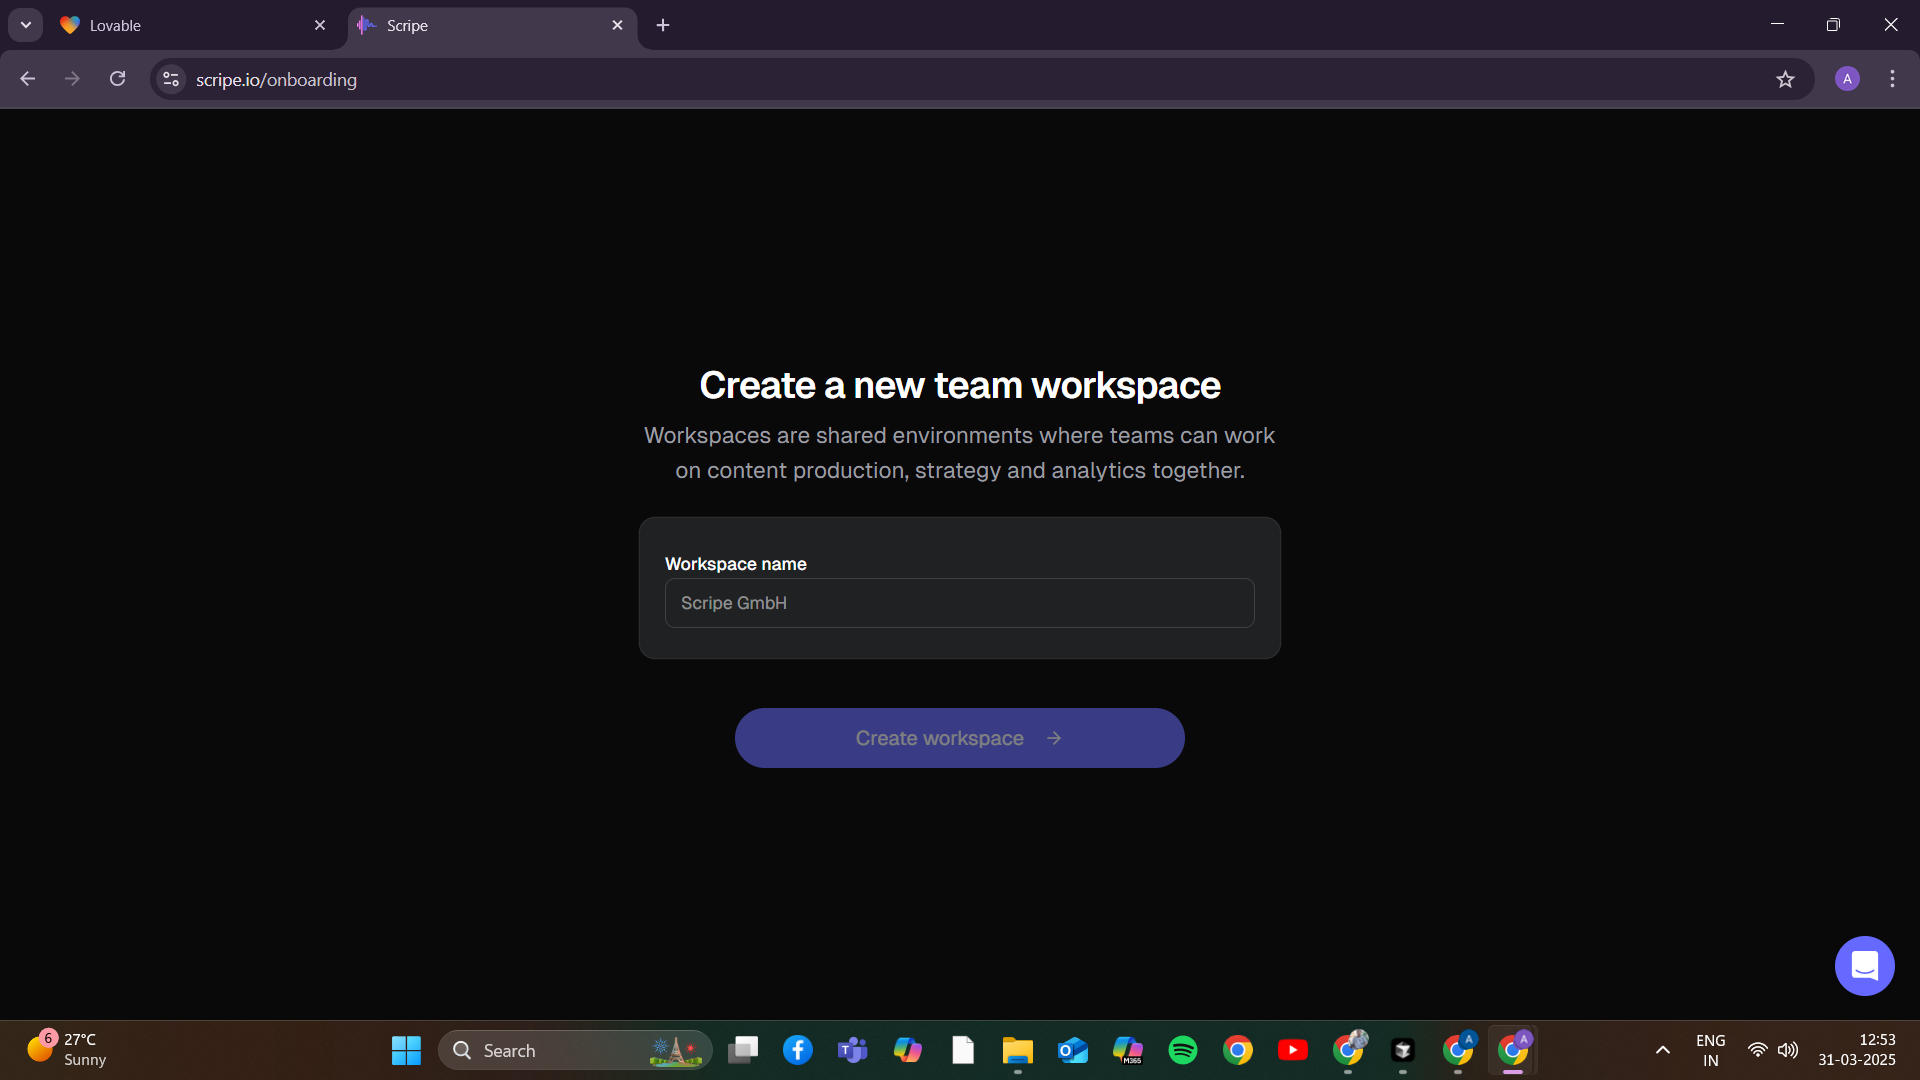 Lovable
Scripe
scripe.io/onboarding
A
Create a new team workspace
Workspaces are shared environments where teams can work
on content production, strategy and analytics together.
Workspace name
Scripe GmbH
Create workspace →
6
27°C
Sunny
Search
M365
A
A
ENG
IN
12:53
31-03-2025